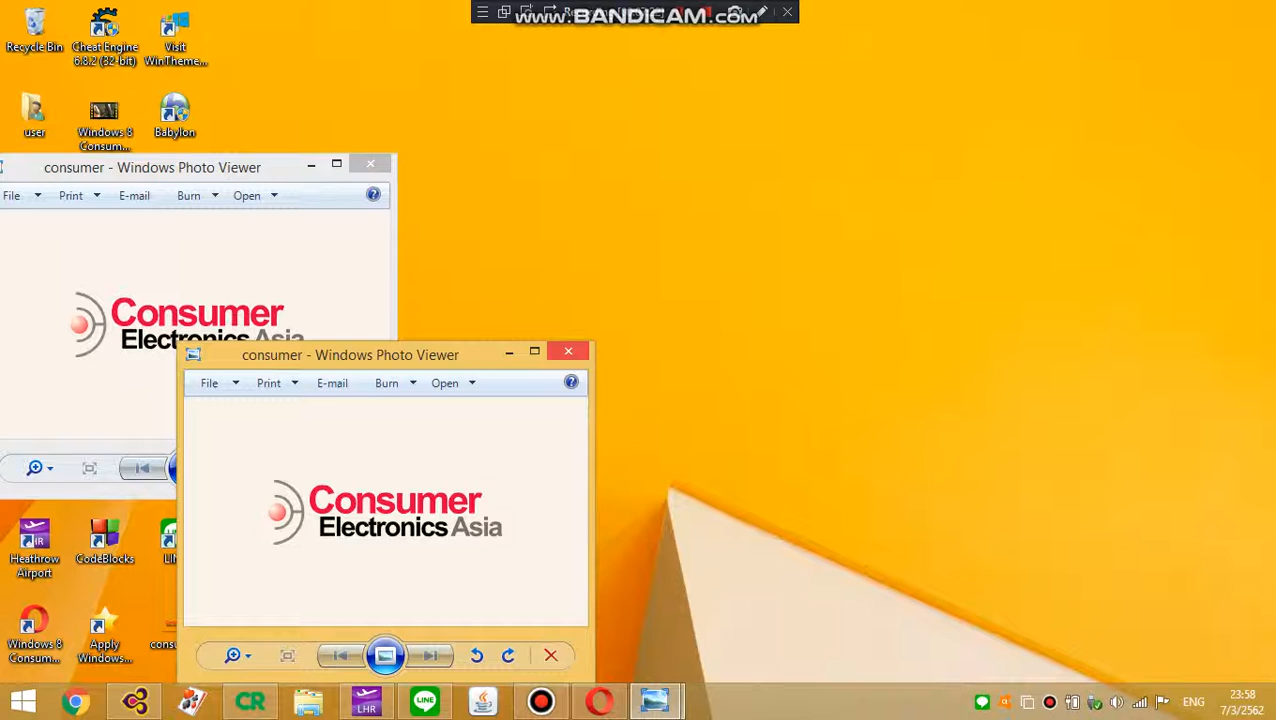 www.BANDICAM.com
Recycle Bin
Cheat Engine
6.8.2 (32-bit)
Visit
WinTheme...
user
Windows 8
Consum...
Babylon
consumer - Windows Photo Viewer
File
Print
E-mail
Burn
Open
Consumer
Electronics Asia
consumer - Windows Photo Viewer
File
Print
E-mail
Burn
Open
Consumer
Electronics Asia
Heathrow
Airport
CodeBlocks
Windows 8
Consum...
Apply
Windows...
CR
LHR
LINE
ENG
23:58
7/3/2562